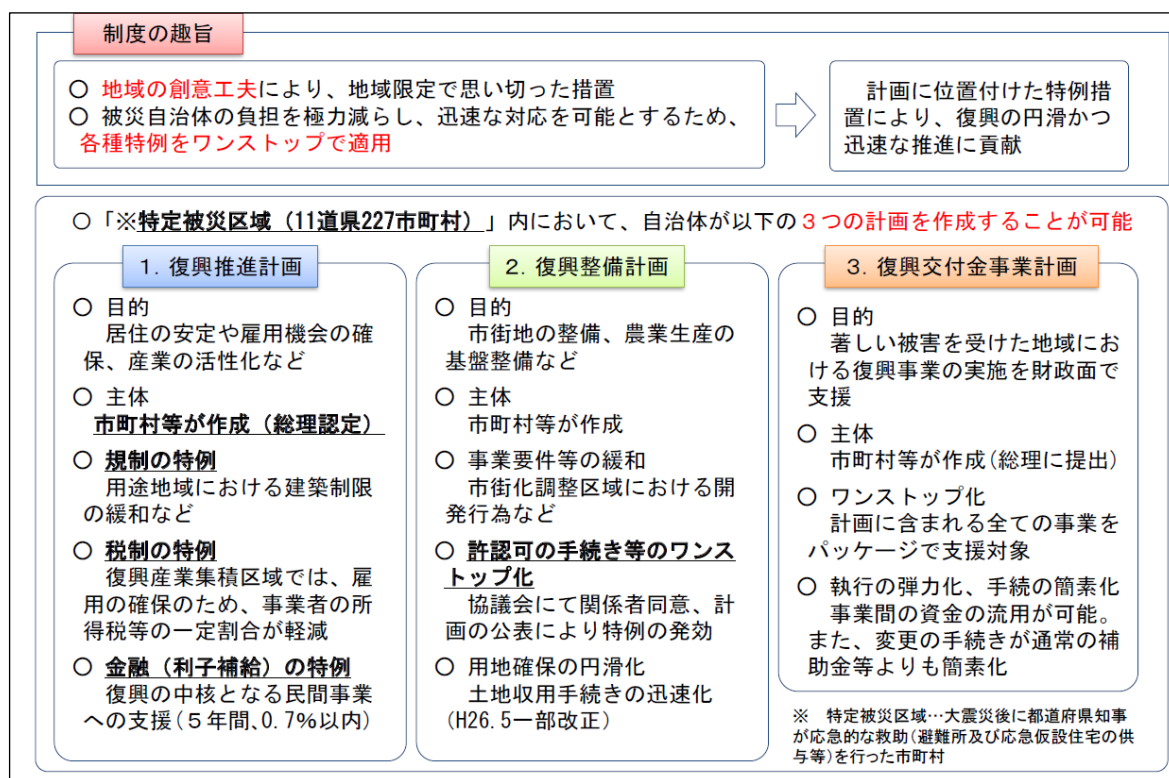 制度の趣旨
○ 地域の創意工夫により、地域限定で思い切った措置
○ 被災自治体の負担を極力減らし、迅速な対応を可能とするため、
各種特例をワンストップで適用
計画に位置付けた特例措
置により、復興の円滑かつ
迅速な推進に貢献
○「※特定被災区域（11道県227市町村）」内において、自治体が以下の３つの計画を作成することが可能
１．復興推進計画
○ 目的
居住の安定や雇用機会の確
保、産業の活性化など
○ 主体
市町村等が作成（総理認定）
○ 規制の特例
用途地域における建築制限
の緩和など
○ 税制の特例
復興産業集積区域では、雇
用の確保のため、事業者の所
得税等の一定割合が軽減
○ 金融（利子補給）の特例
復興の中核となる民間事業
への支援（５年間、0.7％以内）
２．復興整備計画
○ 目的
市街地の整備、農業生産の
基盤整備など
○ 主体
市町村等が作成
○ 事業要件等の緩和
市街化調整区域における開
発行為など
○ 許認可の手続き等のワンス
トップ化
協議会にて関係者同意、計
画の公表により特例の発効
○ 用地確保の円滑化
土地収用手続きの迅速化
（H26.5一部改正）
３．復興交付金事業計画
○ 目的
著しい被害を受けた地域にお
ける復興事業の実施を財政面で
支援
○ 主体
市町村等が作成（総理に提出）
○ ワンストップ化
計画に含まれる全ての事業を
パッケージで支援対象
○ 執行の弾力化、手続の簡素化
事業間の資金の流用が可能。
また、変更の手続きが通常の補
助金等よりも簡素化
※ 特定被災区域…大震災後に都道府県知事
が応急的な救助（避難所及び応急仮設住宅の供
与等）を行った市町村